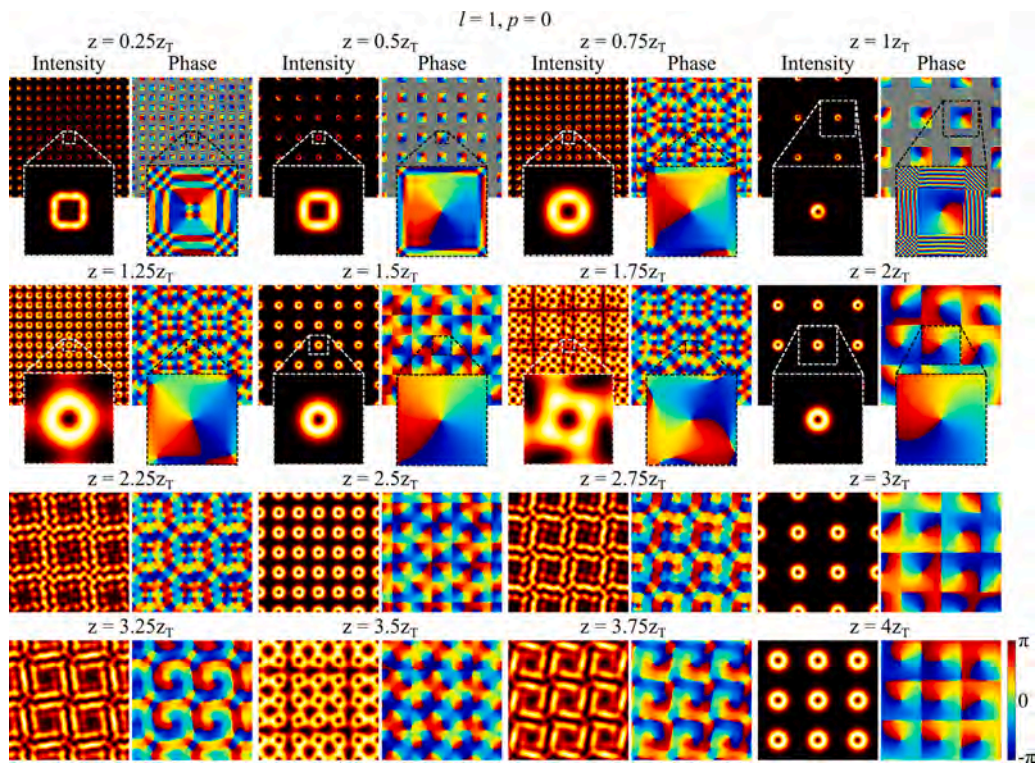 l = 1, p = 0
z = 0.25z_T z = 0.5z_T z = 0.75z_T z = 1z_T
Intensity Phase Intensity Phase Intensity Phase Intensity Phase
z = 1.25z_T z = 1.5z_T z = 1.75z_T z = 2z_T
z = 2.25z_T z = 2.5z_T z = 2.75z_T z = 3z_T
z = 3.25z_T z = 3.5z_T z = 3.75z_T z = 4z_T
π
0
-π